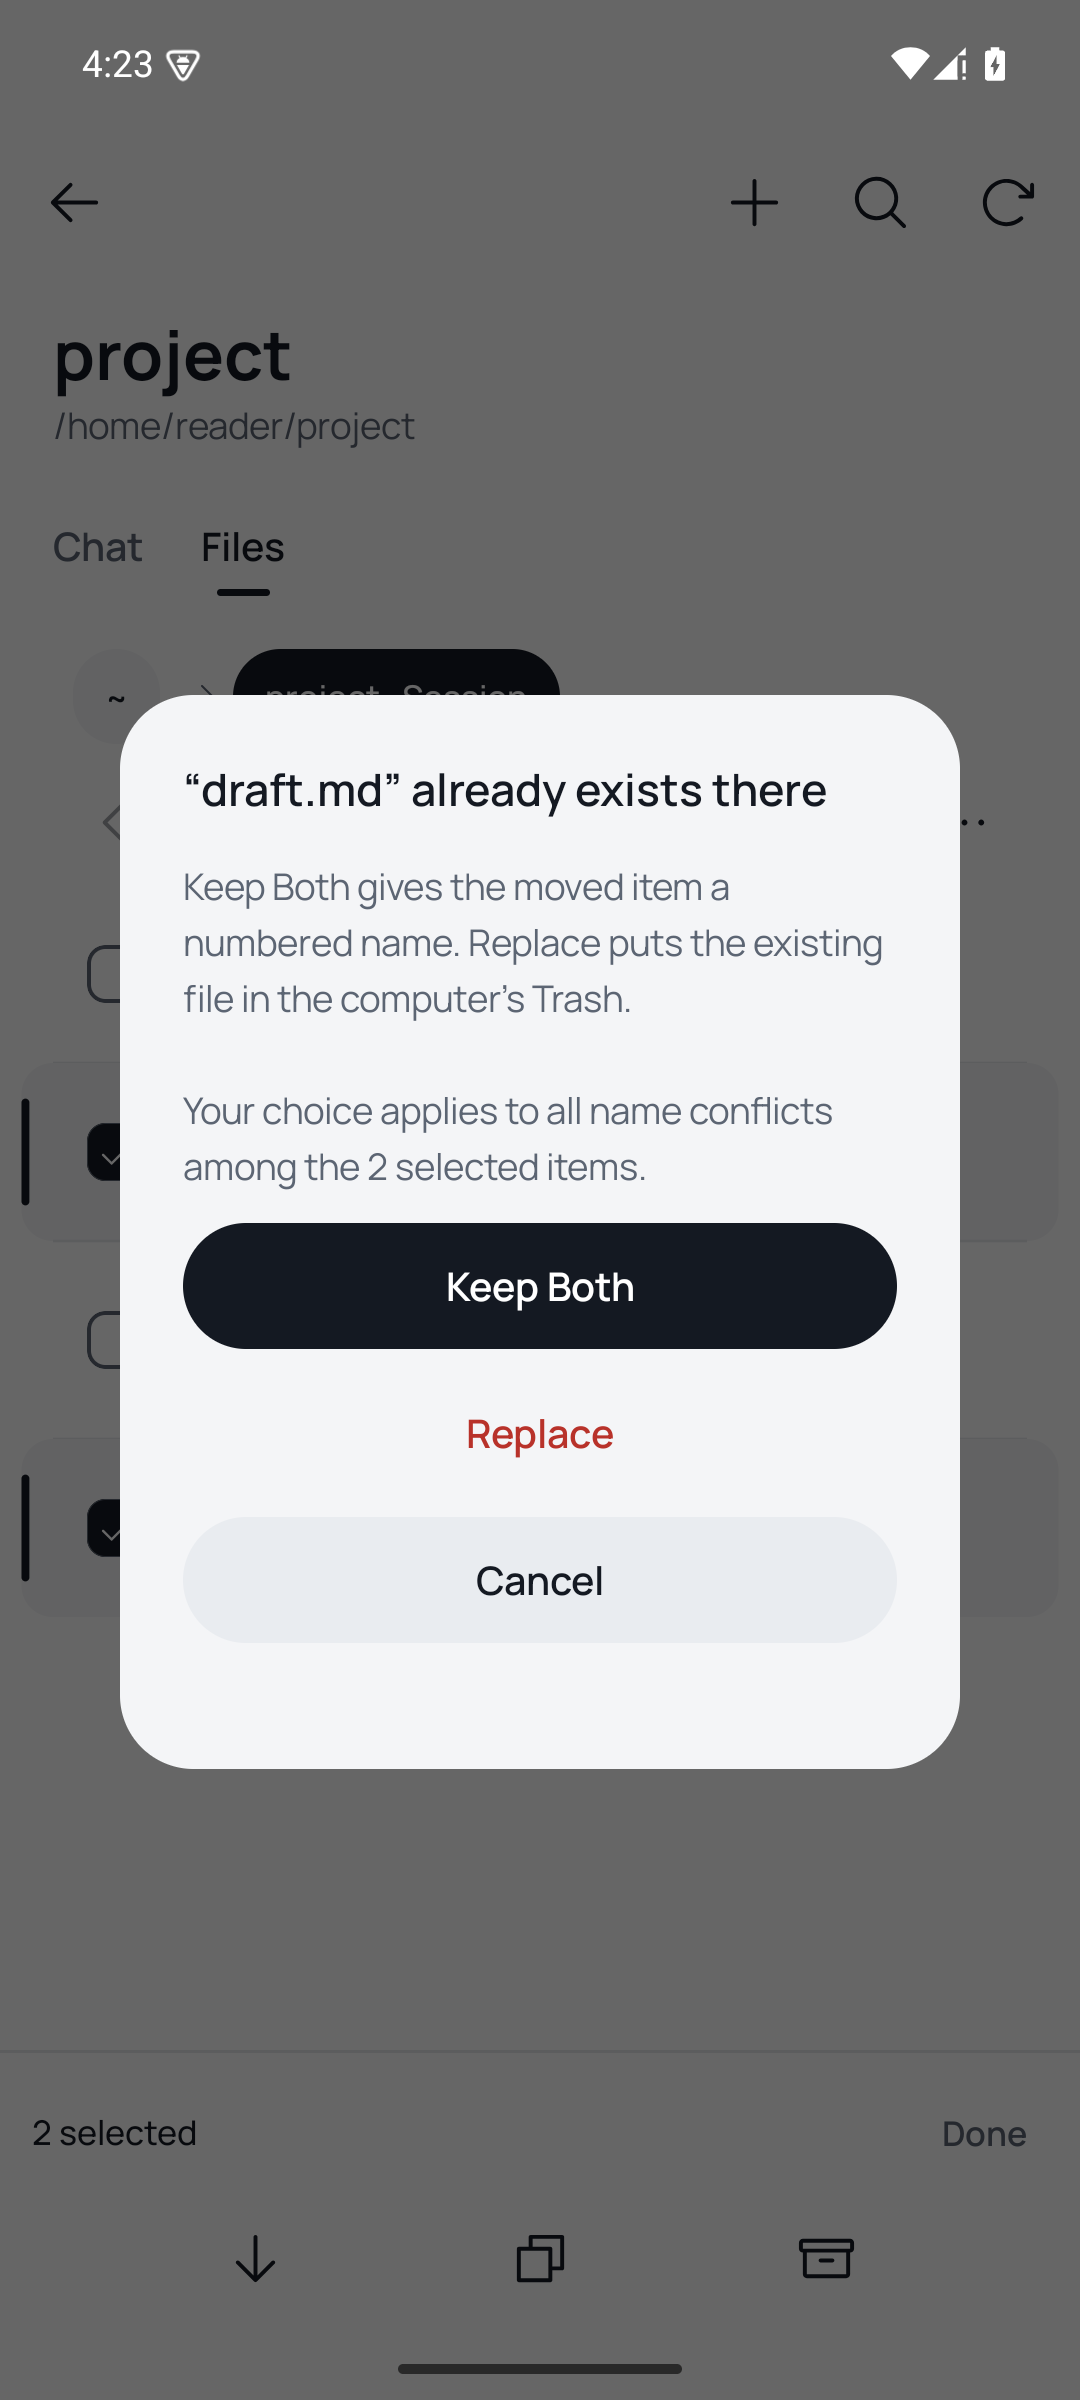 4:23
project
/home/reader/project
Chat
Files
~
project · Session
“draft.md” already exists there
Keep Both gives the moved item a
numbered name. Replace puts the existing
file in the computer’s Trash.
Your choice applies to all name conflicts
among the 2 selected items.
Keep Both
Replace
Cancel
2 selected
Done